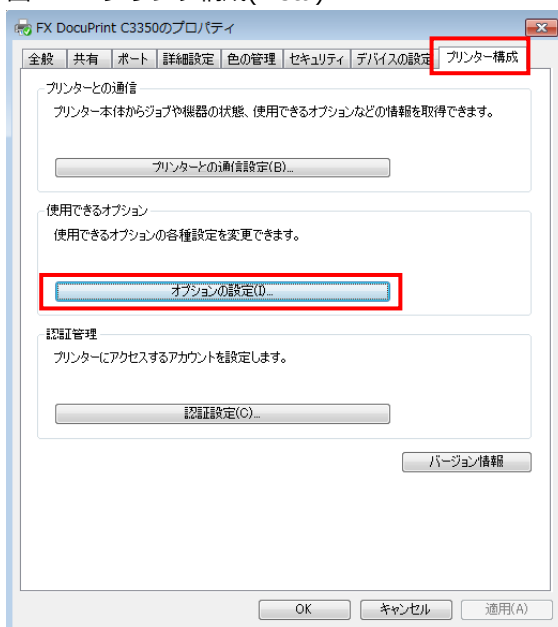 FX DocuPrint C3350のプロパティ
全般 共有 ポート 詳細設定 色の管理 セキュリティ デバイスの設定 プリンター構成
プリンターとの通信
プリンター本体からジョブや機器の状態、使用できるオプションなどの情報を取得できます。
プリンターとの通信設定(B)...
使用できるオプション
使用できるオプションの各種設定を変更できます。
オプションの設定(I)...
認証管理
プリンターにアクセスするアカウントを設定します。
認証設定(C)...
バージョン情報
OK キャンセル 適用(A)